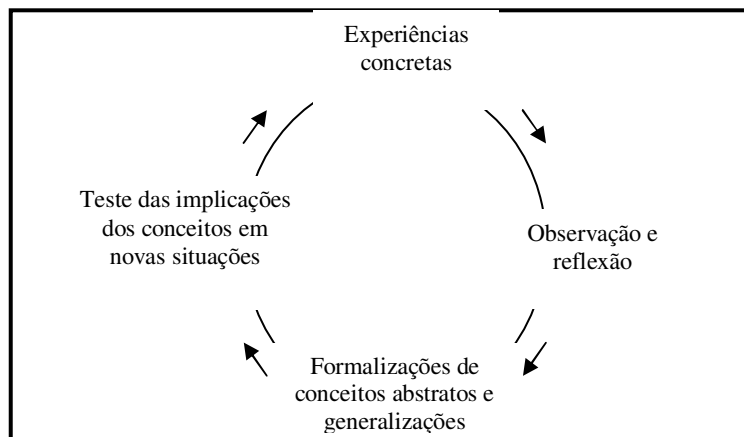 Experiências
concretas
Teste das implicações
dos conceitos em
novas situações
Observação e
reflexão
Formalizações de
conceitos abstratos e
generalizações